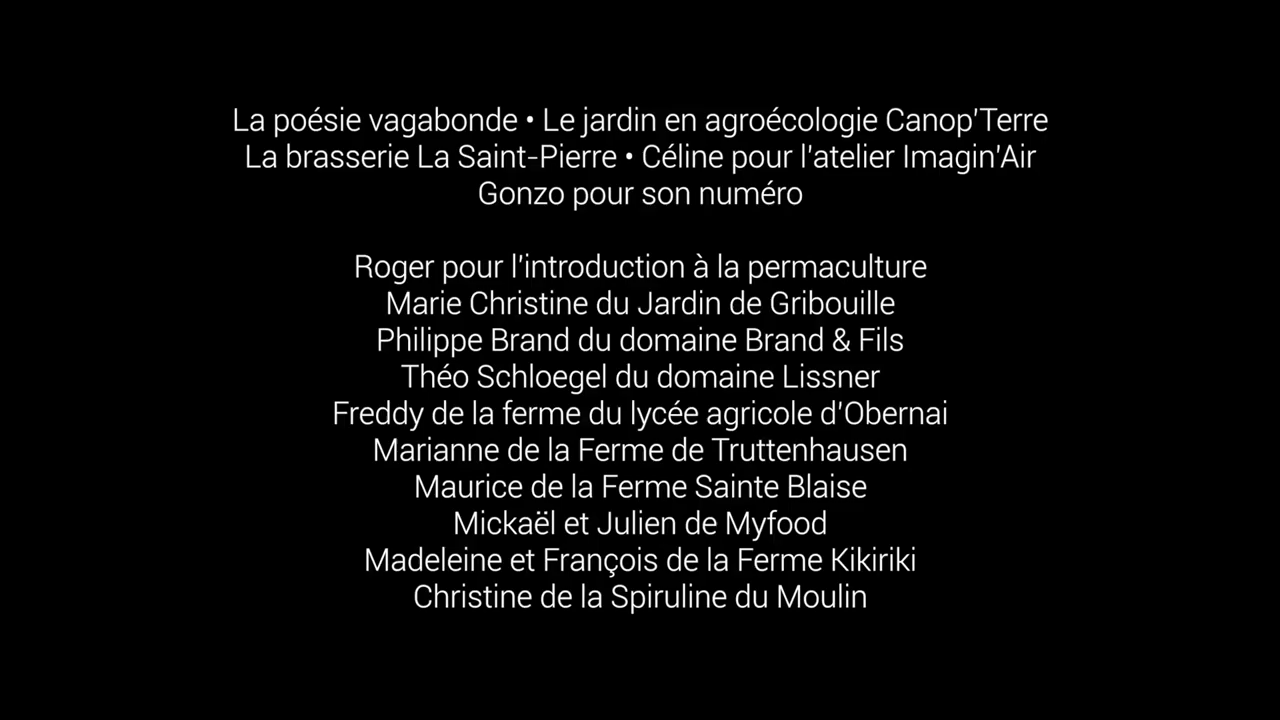 La poésie vagabonde • Le jardin en agroécologie Canop'Terre
La brasserie La Saint-Pierre • Céline pour l'atelier Imagin'Air
Gonzo pour son numéro
Roger pour l'introduction à la permaculture
Marie Christine du Jardin de Gribouille
Philippe Brand du domaine Brand & Fils
Théo Schloegel du domaine Lissner
Freddy de la ferme du lycée agricole d'Obernai
Marianne de la Ferme de Truttenhausen
Maurice de la Ferme Sainte Blaise
Mickaël et Julien de Myfood
Madeleine et François de la Ferme Kikiriki
Christine de la Spiruline du Moulin